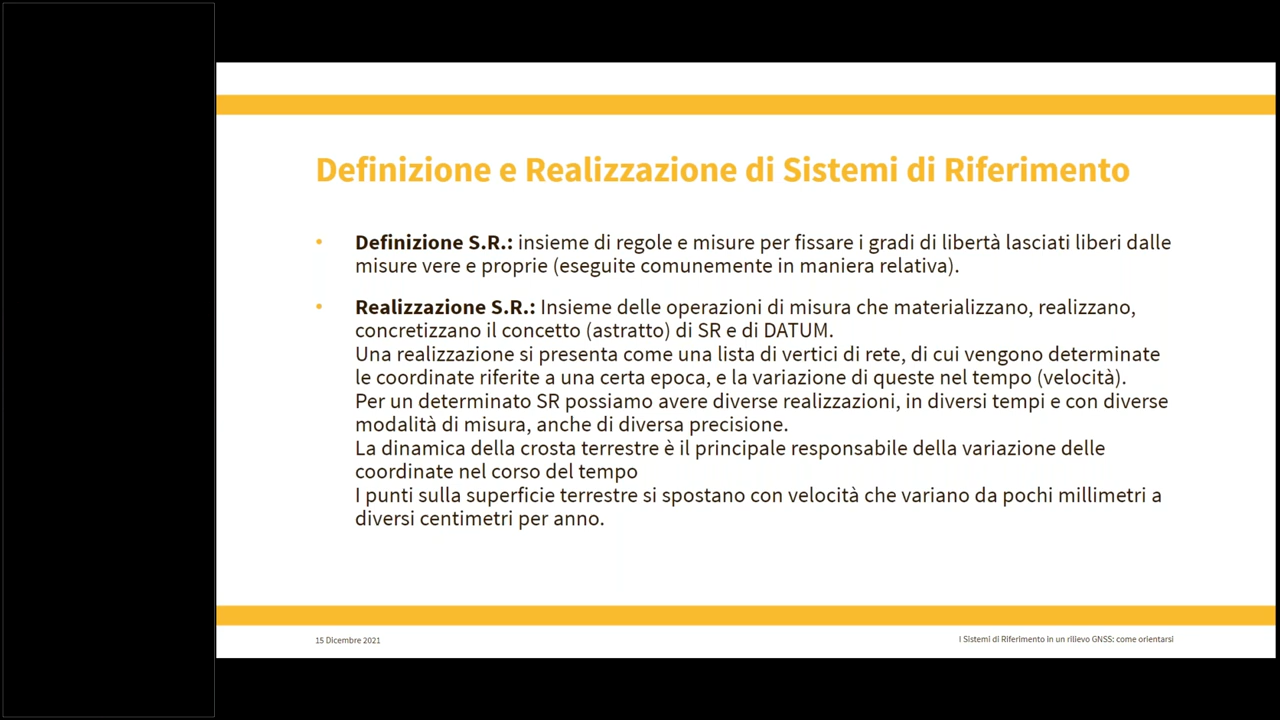 Definizione e Realizzazione di Sistemi di Riferimento
• Definizione S.R.: insieme di regole e misure per fissare i gradi di libertà lasciati liberi dalle
misure vere e proprie (eseguite comunemente in maniera relativa).
• Realizzazione S.R.: Insieme delle operazioni di misura che materializzano, realizzano,
concretizzano il concetto (astratto) di SR e di DATUM.
Una realizzazione si presenta come una lista di vertici di rete, di cui vengono determinate
le coordinate riferite a una certa epoca, e la variazione di queste nel tempo (velocità).
Per un determinato SR possiamo avere diverse realizzazioni, in diversi tempi e con diverse
modalità di misura, anche di diversa precisione.
La dinamica della crosta terrestre è il principale responsabile della variazione delle
coordinate nel corso del tempo
I punti sulla superficie terrestre si spostano con velocità che variano da pochi millimetri a
diversi centimetri per anno.
15 Dicembre 2021
I Sistemi di Riferimento in un rilievo GNSS: come orientarsi